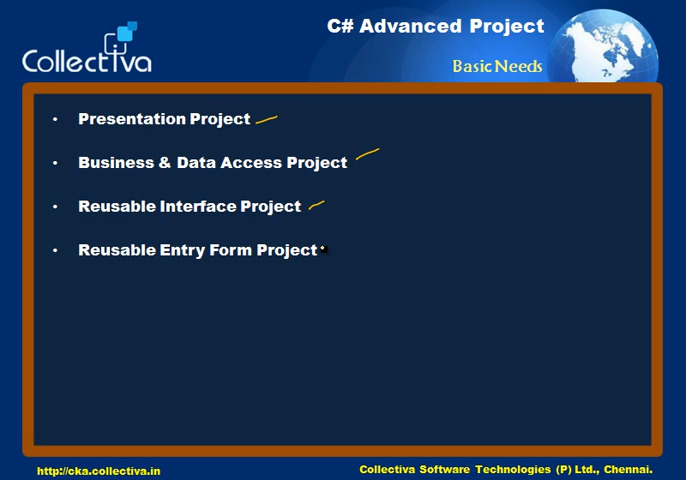 Collectiva
C# Advanced Project
Basic Needs
• Presentation Project
• Business & Data Access Project
• Reusable Interface Project
• Reusable Entry Form Project
http://cka.collectiva.in
Collectiva Software Technologies (P) Ltd., Chennai.